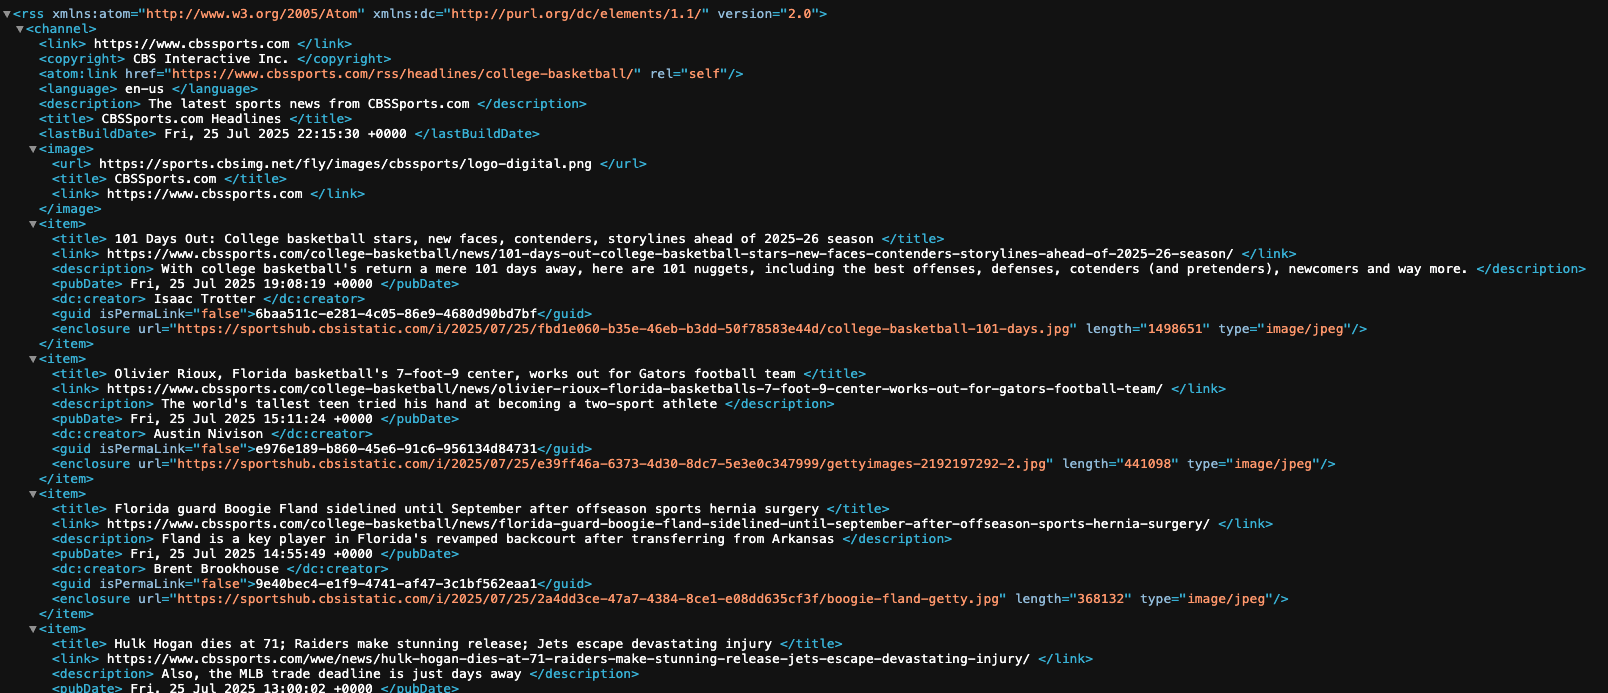 ▼<rss xmlns:atom="http://www.w3.org/2005/Atom" xmlns:dc="http://purl.org/dc/elements/1.1/" version="2.0">
▼<channel>
<link> https://www.cbssports.com </link>
<copyright> CBS Interactive Inc. </copyright>
<atom:link href="https://www.cbssports.com/rss/headlines/college-basketball/" rel="self"/>
<language> en-us </language>
<description> The latest sports news from CBSSports.com </description>
<title> CBSSports.com Headlines </title>
<lastBuildDate> Fri, 25 Jul 2025 22:15:30 +0000 </lastBuildDate>
▼<image>
<url> https://sports.cbsimg.net/fly/images/cbssports/logo-digital.png </url>
<title> CBSSports.com </title>
<link> https://www.cbssports.com </link>
</image>
▼<item>
<title> 101 Days Out: College basketball stars, new faces, contenders, storylines ahead of 2025-26 season </title>
<link> https://www.cbssports.com/college-basketball/news/101-days-out-college-basketball-stars-new-faces-contenders-storylines-ahead-of-2025-26-season/ </link>
<description> With college basketball's return a mere 101 days away, here are 101 nuggets, including the best offenses, defenses, cotenders (and pretenders), newcomers and way more. </description>
<pubDate> Fri, 25 Jul 2025 19:08:19 +0000 </pubDate>
<dc:creator> Isaac Trotter </dc:creator>
<guid isPermaLink="false">6baa511c-e281-4c05-86e9-4680d90bd7bf</guid>
<enclosure url="https://sportshub.cbsistatic.com/i/2025/07/25/fbd1e060-b35e-46eb-b3dd-50f78583e44d/college-basketball-101-days.jpg" length="1498651" type="image/jpeg"/>
</item>
▼<item>
<title> Olivier Rioux, Florida basketball's 7-foot-9 center, works out for Gators football team </title>
<link> https://www.cbssports.com/college-basketball/news/olivier-rioux-florida-basketballs-7-foot-9-center-works-out-for-gators-football-team/ </link>
<description> The world's tallest teen tried his hand at becoming a two-sport athlete </description>
<pubDate> Fri, 25 Jul 2025 15:11:24 +0000 </pubDate>
<dc:creator> Austin Nivison </dc:creator>
<guid isPermaLink="false">e976e189-b860-45e6-91c6-956134d84731</guid>
<enclosure url="https://sportshub.cbsistatic.com/i/2025/07/25/e39ff46a-6373-4d30-8dc7-5e3e0c347999/gettyimages-2192197292-2.jpg" length="441098" type="image/jpeg"/>
</item>
▼<item>
<title> Florida guard Boogie Fland sidelined until September after offseason sports hernia surgery </title>
<link> https://www.cbssports.com/college-basketball/news/florida-guard-boogie-fland-sidelined-until-september-after-offseason-sports-hernia-surgery/ </link>
<description> Fland is a key player in Florida's revamped backcourt after transferring from Arkansas </description>
<pubDate> Fri, 25 Jul 2025 14:55:49 +0000 </pubDate>
<dc:creator> Brent Brookhouse </dc:creator>
<guid isPermaLink="false">9e40bec4-e1f9-4741-af47-3c1bf562eaa1</guid>
<enclosure url="https://sportshub.cbsistatic.com/i/2025/07/25/2a4dd3ce-47a7-4384-8ce1-e08dd635cf3f/boogie-fland-getty.jpg" length="368132" type="image/jpeg"/>
</item>
▼<item>
<title> Hulk Hogan dies at 71; Raiders make stunning release; Jets escape devastating injury </title>
<link> https://www.cbssports.com/wwe/news/hulk-hogan-dies-at-71-raiders-make-stunning-release-jets-escape-devastating-injury/ </link>
<description> Also, the MLB trade deadline is just days away </description>
<pubDate> Fri, 25 Jul 2025 13:00:02 +0000 </pubDate>